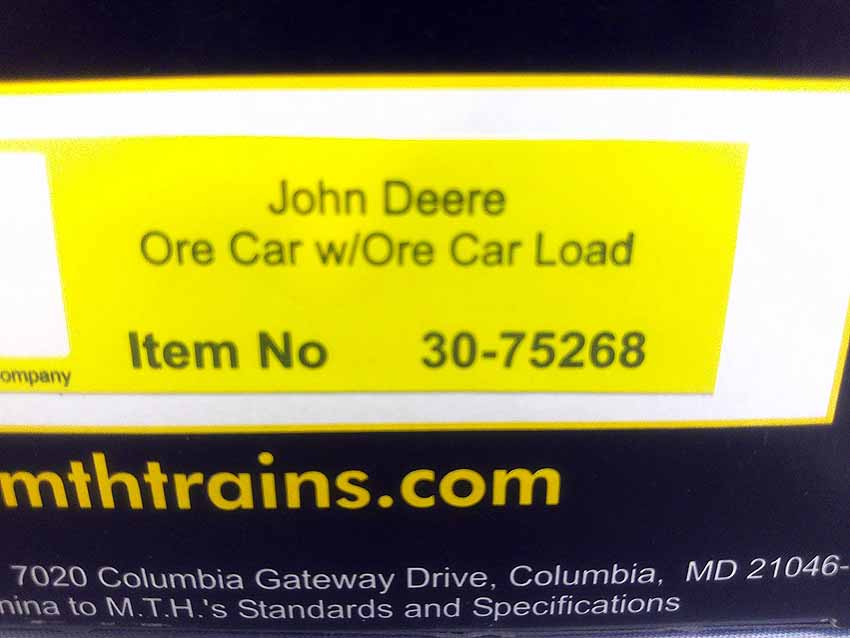 John Deere
Ore Car w/Ore Car Load
Item No 30-75268
ompany
mthtrains.com
7020 Columbia Gateway Drive, Columbia, MD 21046-
hina to M.T.H.'s Standards and Specifications